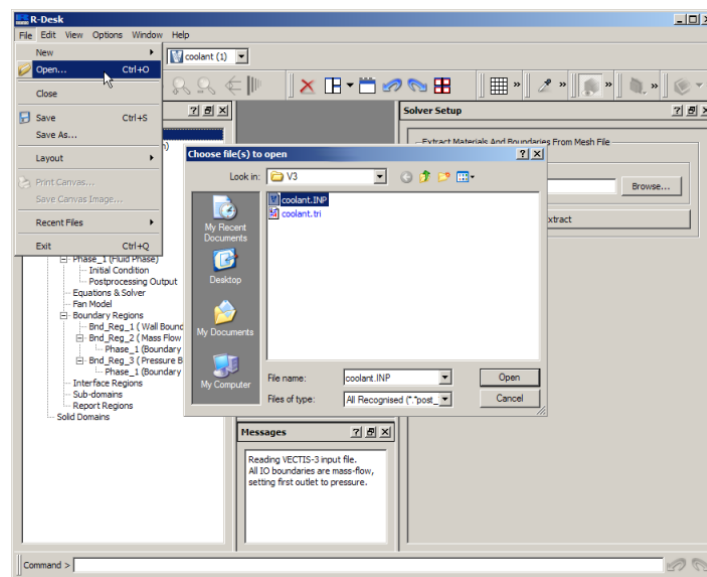 R-Desk
File Edit View Options Window Help
New
Open... Ctrl+O
Close
Save Ctrl+S
Save As...
Layout
Print Canvas...
Save Canvas Image...
Recent Files
Exit Ctrl+Q
coolant (1)
Solver Setup
Extract Materials And Boundaries From Mesh File
Browse...
xtract
Choose file(s) to open
Look in: V3
coolant.INP
coolant.tri
My Recent Documents
Desktop
My Documents
My Computer
File name: coolant.INP Open
Files of type: All Recognised (*.*post_ Cancel
Phase_1 (Fluid Phase)
Initial Condition
Postprocessing Output
Equations & Solver
Fan Model
Boundary Regions
Bnd_Reg_1 ( Wall Bound
Bnd_Reg_2 ( Mass Flow
Phase_1 (Boundary
Bnd_Reg_3 ( Pressure B
Phase_1 (Boundary
Interface Regions
Sub-domains
Report Regions
Solid Domains
Messages
Reading VECTIS-3 input file.
All IO boundaries are mass-flow,
setting first outlet to pressure.
Command >